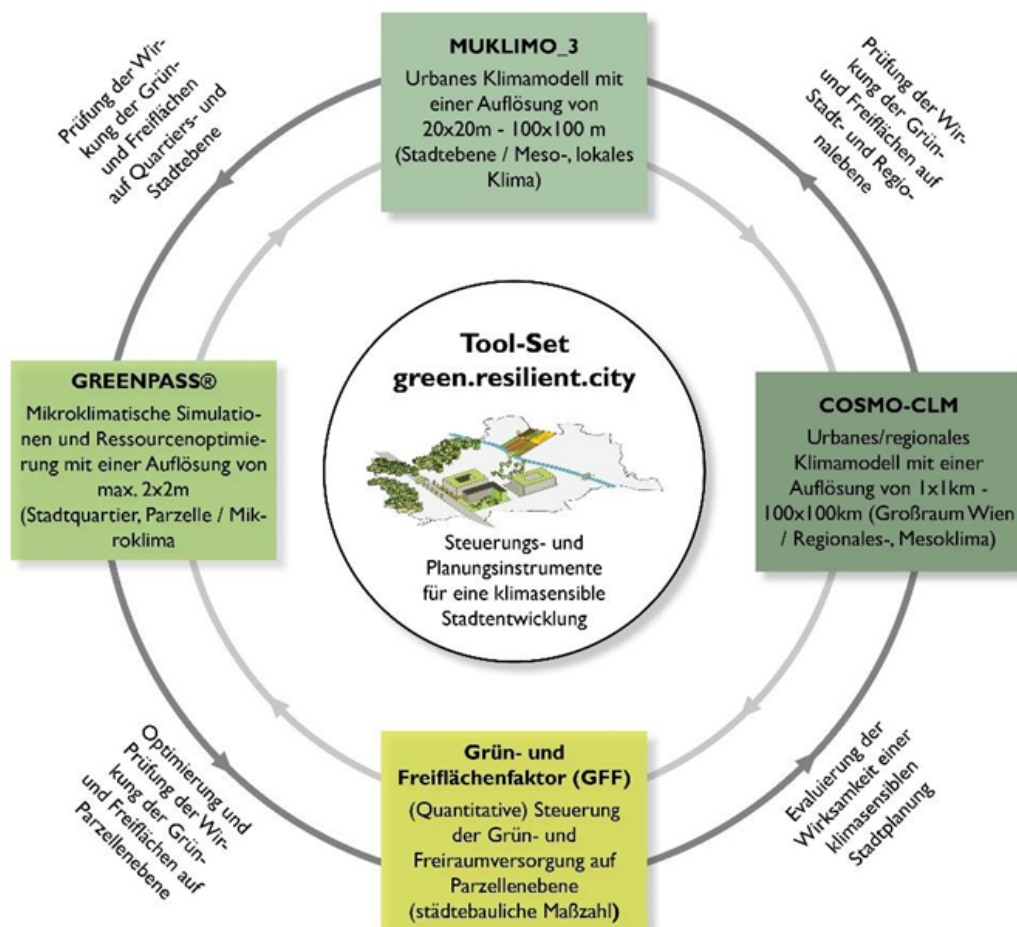 MUKLIMO_3
Urbanes Klimamodell mit
einer Auflösung von
20x20m - 100x100 m
(Stadtebene / Meso-, lokales
Klima)
Prüfung der Wir-
kung der Grün-
und Freiflächen
auf Quartiers- und
Stadtebene
Prüfung der Wir-
kung der Grün-
und Freiflächen auf
Stadt- und Regio-
nalebene
Tool-Set
green.resilient.city
Steuerungs- und
Planungsinstrumente
für eine klimasensible
Stadtentwicklung
GREENPASS®
Mikroklimatische Simulatio-
nen und Ressourcenoptimie-
rung mit einer Auflösung von
max. 2x2m
(Stadtquartier, Parzelle / Mik-
roklima
COSMO-CLM
Urbanes/regionales
Klimamodell mit einer
Auflösung von 1x1km -
100x100km (Großraum Wien
/ Regionales-, Mesoklima)
Optimierung und
Prüfung der Wir-
kung der Grün-
und Freiflächen auf
Parzellenebene
Grün- und
Freiflächenfaktor (GFF)
(Quantitative) Steuerung
der Grün- und
Freiraumversorgung auf
Parzellenebene
(städtebauliche Maßzahl)
Evaluierung der
Wirksamkeit einer
klimasensiblen
Stadtplanung